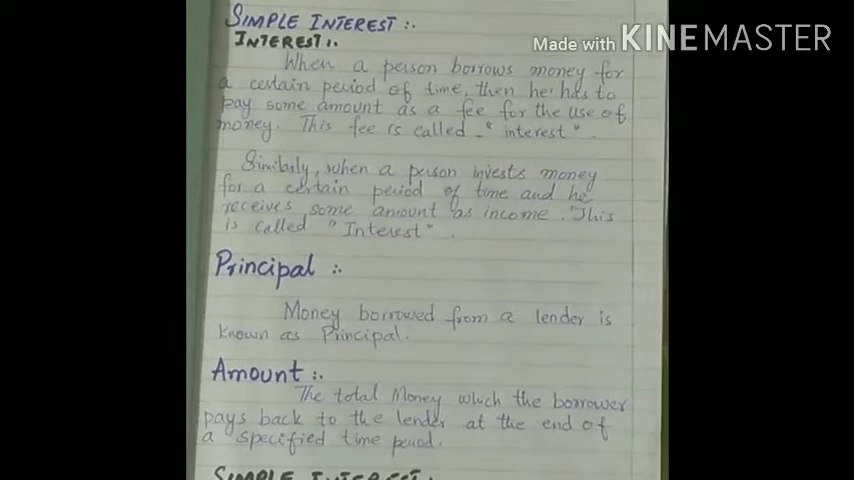 SIMPLE INTEREST :.
INTEREST :.
Made with KINEMASTER
When a person borrows money for
a certain period of time, then he has to
pay some amount as a fee for the use of
money. This fee is called - "interest".
Similarly, when a person invests money
for a certain period of time and he
receives some amount as income. This
is called "Interest".
Principal :.
Money borrowed from a lender is
known as Principal.
Amount :.
The total Money which the borrower
pays back to the lender at the end of
a specified time period.
SIMPLE INTEREST :